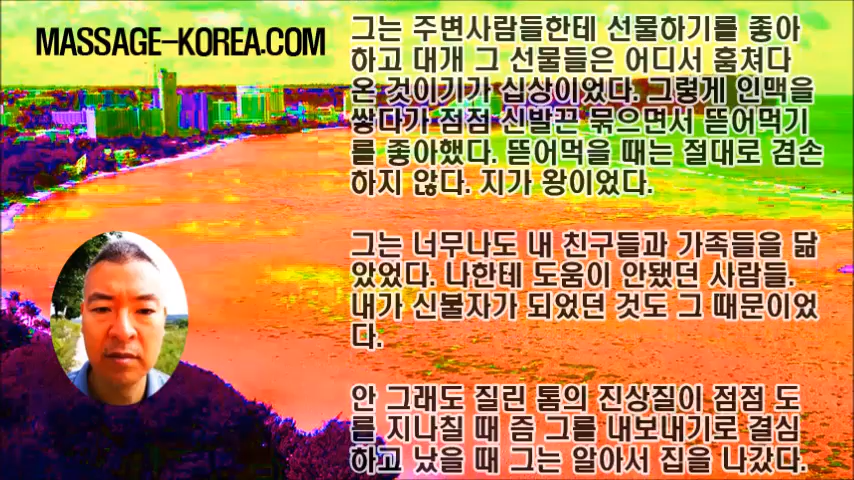 MASSAGE-KOREA.COM
그는 주변사람들한테 선물하기를 좋아
하고 대개 그 선물들은 어디서 훔쳐다
온 것이기가 십상이었다. 그렇게 인맥을
쌓다가 점점 신발끈 묶으면서 뜯어먹기
를 좋아했다. 뜯어먹을 때는 절대로 겸손
하지 않다. 지가 왕이었다.
그는 너무나도 내 친구들과 가족들을 닮
았었다. 나한테 도움이 안됐던 사람들.
내가 신불자가 되었던 것도 그 때문이었
다.
안 그래도 질린 톰의 진상질이 점점 도
를 지나칠 때 즘 그를 내보내기로 결심
하고 났을 때 그는 알아서 집을 나갔다.